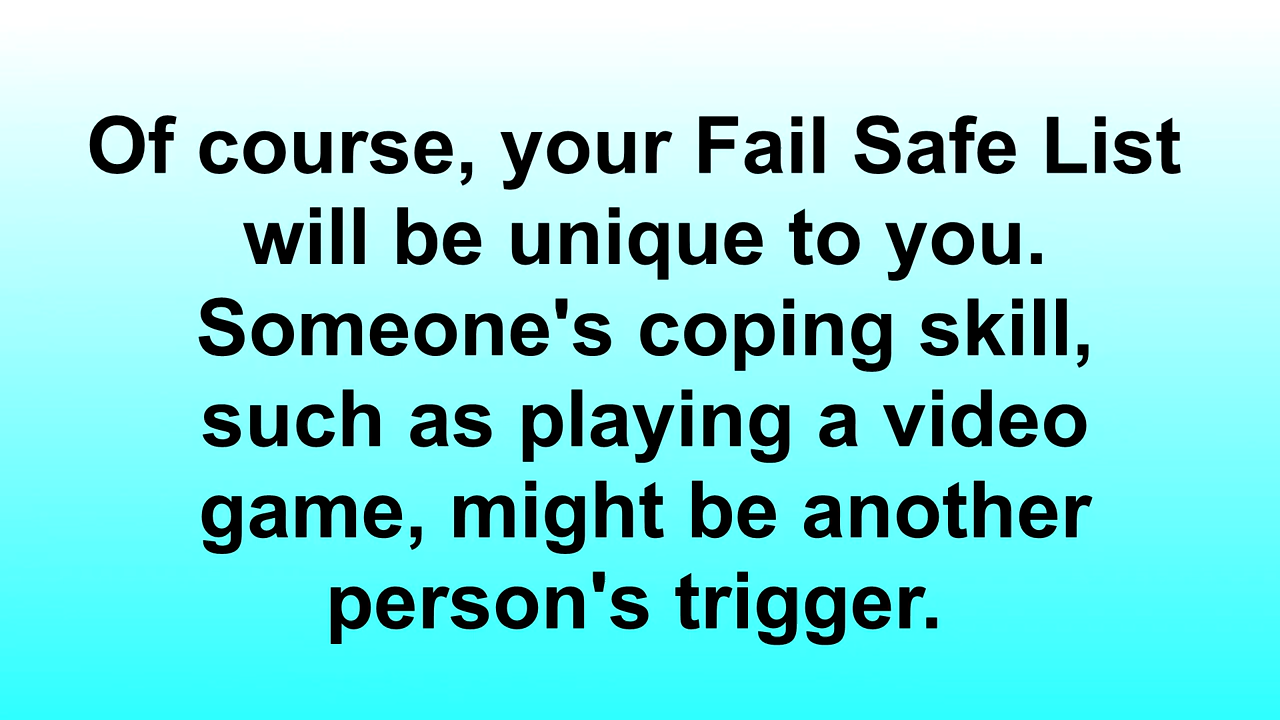 Of course, your Fail Safe List
will be unique to you.
Someone's coping skill,
such as playing a video
game, might be another
person's trigger.